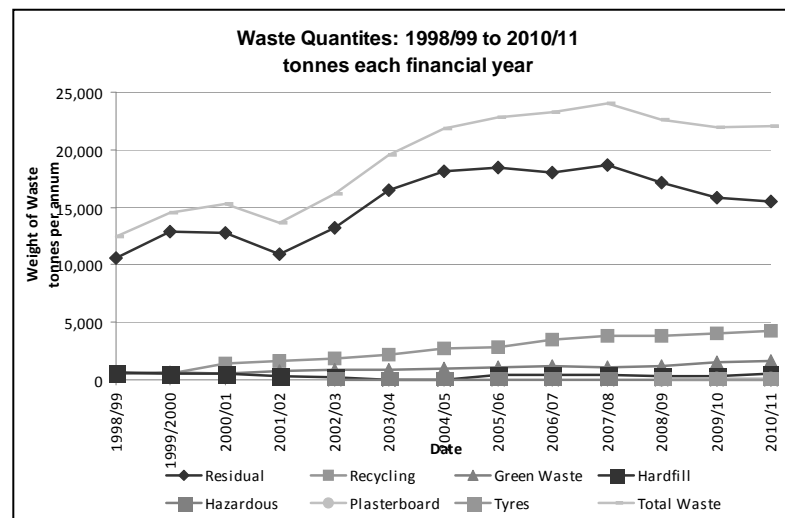 Waste Quantites: 1998/99 to 2010/11
tonnes each financial year
Weight of Waste
tonnes per annum
25,000
20,000
15,000
10,000
5,000
0
1998/99
1999/2000
2000/01
2001/02
2002/03
2003/04
2004/05
2005/06
2006/07
2007/08
2008/09
2009/10
2010/11
Date
Residual Recycling Green Waste Hardfill
Hazardous Plasterboard Tyres Total Waste